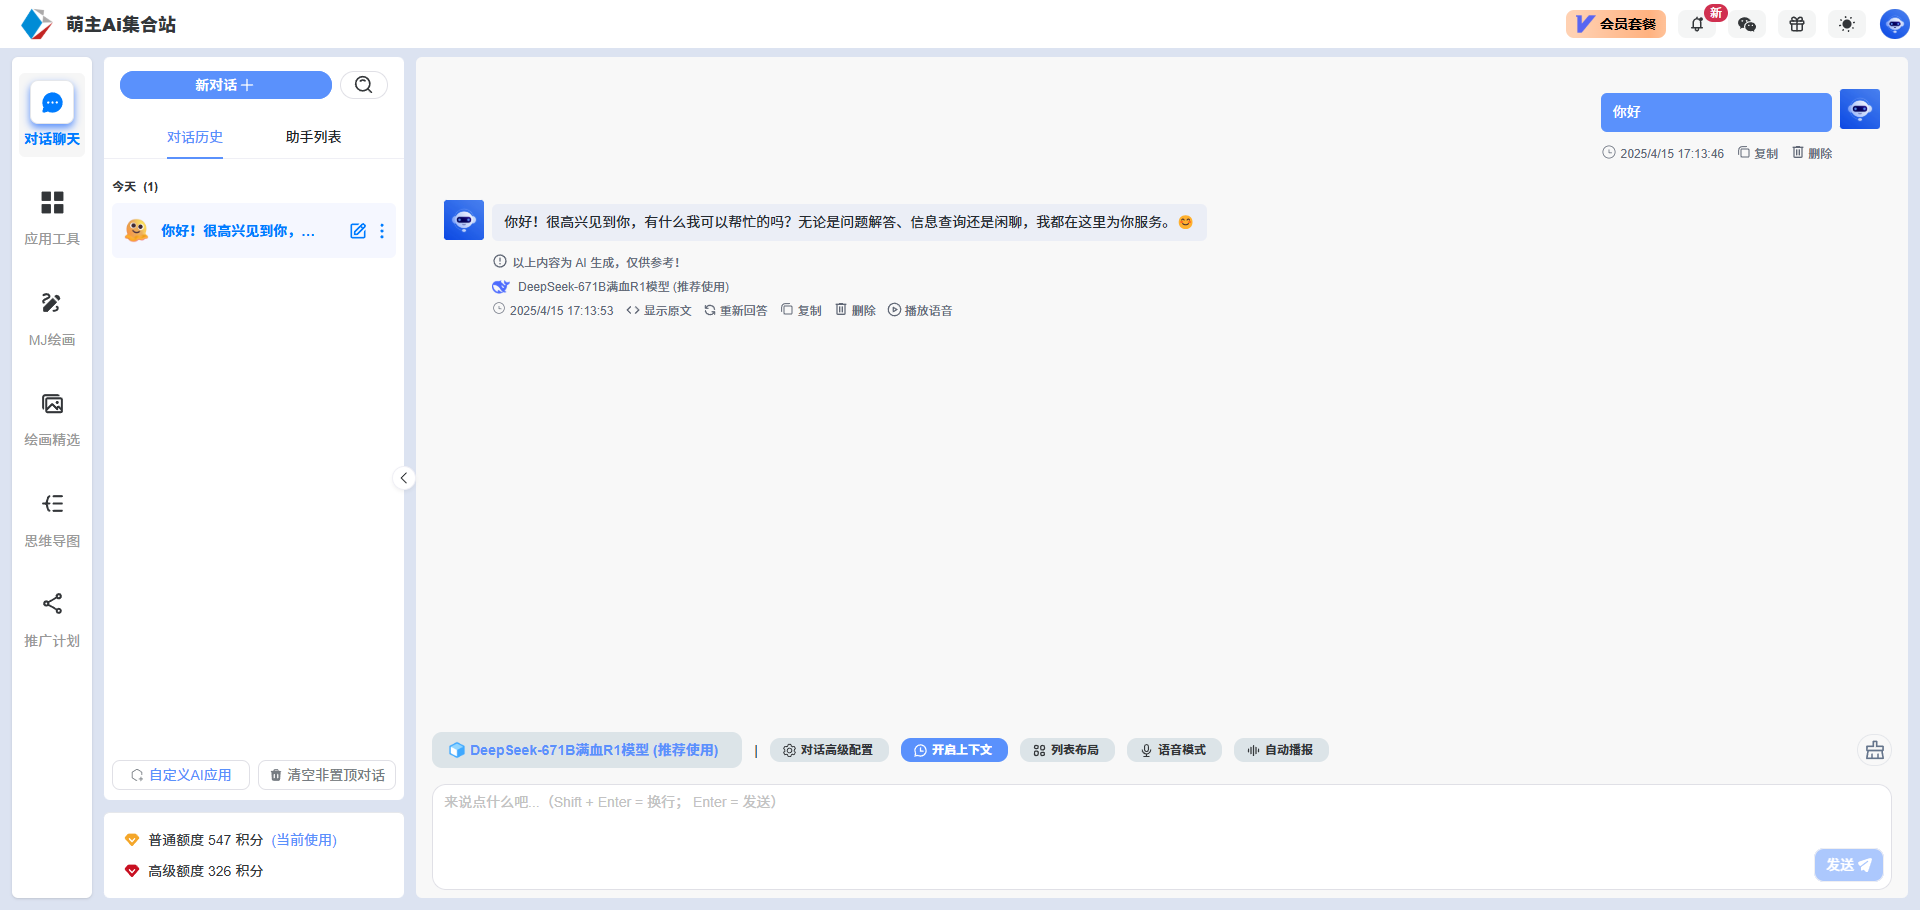 萌主Ai集合站
会员套餐
新
对话聊天
应用工具
MJ绘画
绘画精选
思维导图
推广计划
新对话
对话历史
助手列表
今天 (1)
你好！很高兴见到你，...
自定义AI应用
清空非置顶对话
普通额度 547 积分 (当前使用)
高级额度 326 积分
你好
2025/4/15 17:13:46 复制 删除
你好！很高兴见到你，有什么我可以帮忙的吗？无论是问题解答、信息查询还是闲聊，我都在这里为你服务。😊
以上内容为 AI 生成，仅供参考！
DeepSeek-671B满血R1模型 (推荐使用)
2025/4/15 17:13:53 显示原文 重新回答 复制 删除 播放语音
DeepSeek-671B满血R1模型 (推荐使用) | 对话高级配置 开启上下文 列表布局 语音模式 自动播报
来说点什么吧...（Shift + Enter = 换行； Enter = 发送）
发送